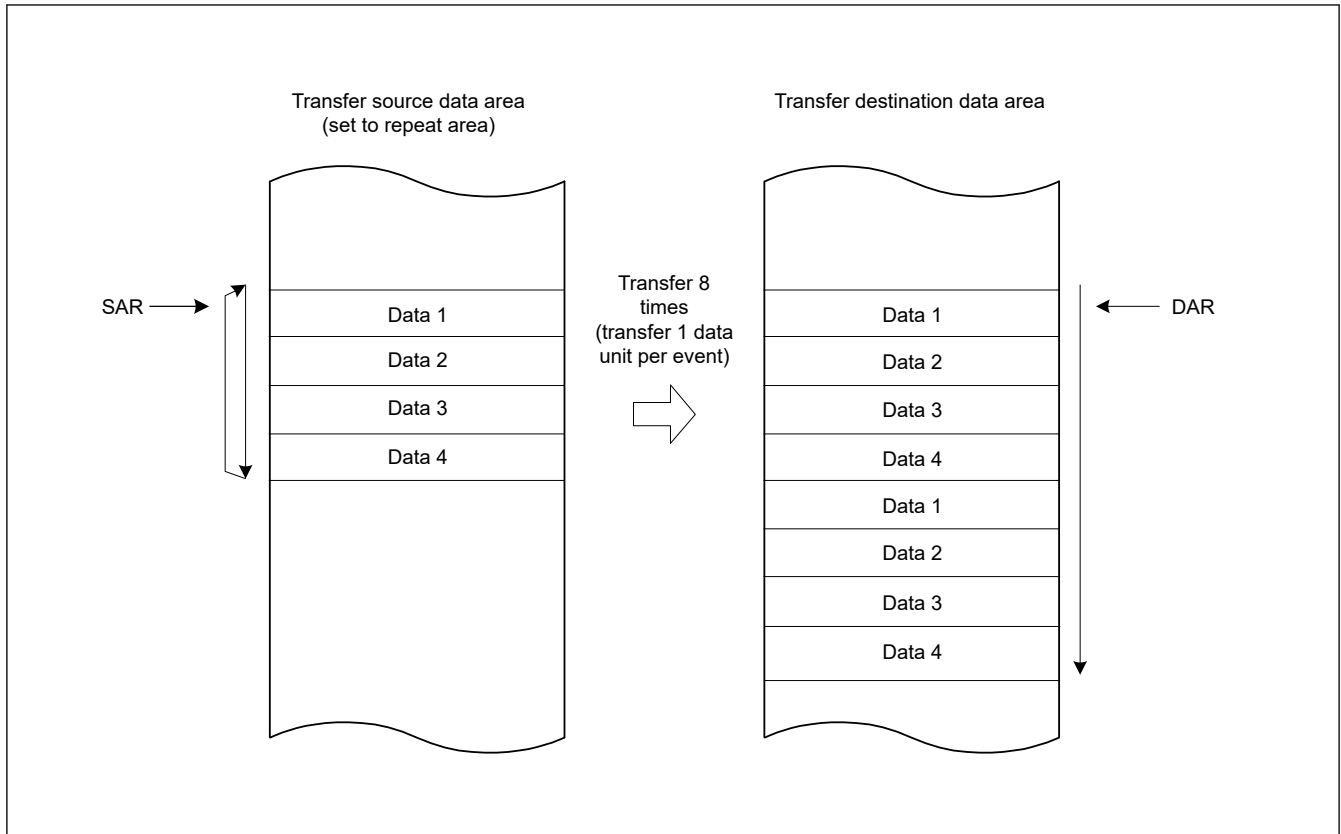 Transfer source data area
(set to repeat area)
Transfer destination data area
SAR
Data 1
Data 2
Data 3
Data 4
Transfer 8
times
(transfer 1 data
unit per event)
Data 1
Data 2
Data 3
Data 4
Data 1
Data 2
Data 3
Data 4
DAR